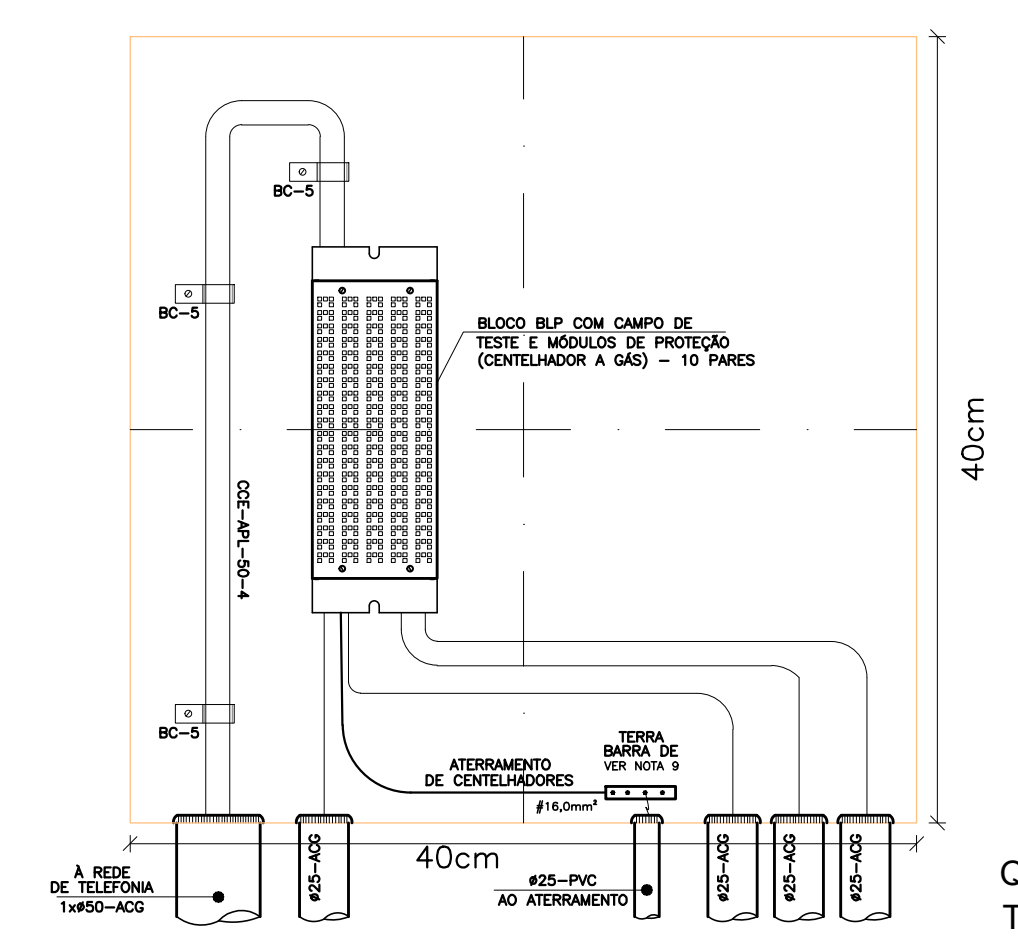 BC-5
BC-5
BLOCO BLP COM CAMPO DE
TESTE E MÓDULOS DE PROTEÇÃO
(CENTELHADOR A GÁS) - 10 PARES
40cm
CCE-APL-50-4
BC-5
TERRA
BARRA DE
VER NOTA 9
ATERRAMENTO
DE CENTELHADORES
#16,0mm²
40cm
À REDE
DE TELEFONIA
1xø50-ACG
ø25-ACG
ø25-PVC
AO ATERRAMENTO
ø25-ACG
ø25-ACG
ø25-ACG